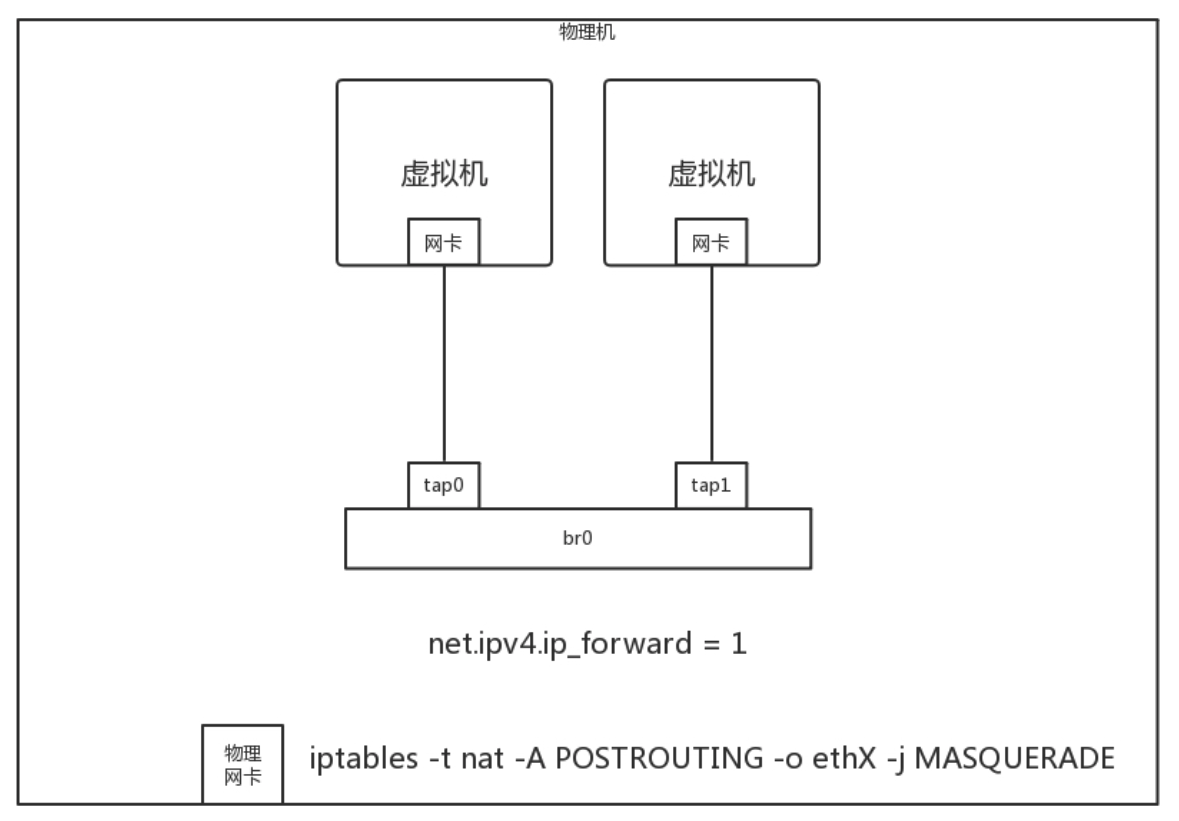 物理机
虚拟机
虚拟机
网卡
网卡
tap0
tap1
br0
net.ipv4.ip_forward = 1
物理
网卡
iptables -t nat -A POSTROUTING -o ethX -j MASQUERADE